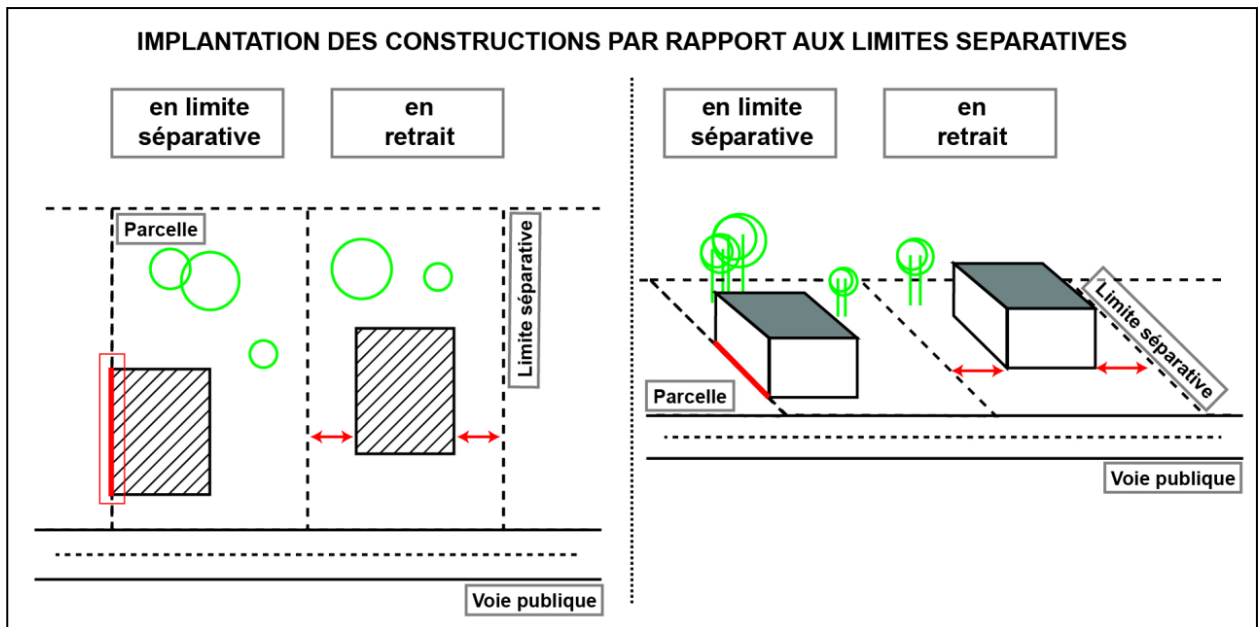 IMPLANTATION DES CONSTRUCTIONS PAR RAPPORT AUX LIMITES SEPARATIVES
en limite
séparative
en
retrait
Parcelle
Limite séparative
Voie publique
en limite
séparative
en
retrait
Limite séparative
Parcelle
Voie publique